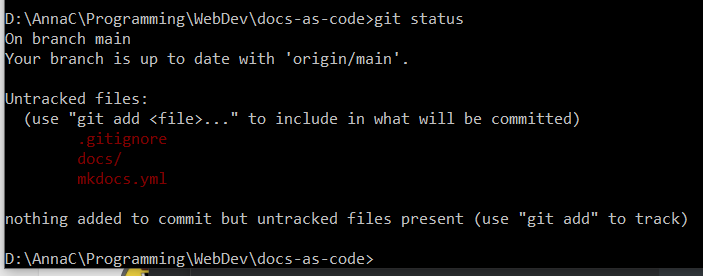 D:\AnnaC\Programming\WebDev\docs-as-code>git status
On branch main
Your branch is up to date with 'origin/main'.
Untracked files:
(use "git add <file>..." to include in what will be committed)
.gitignore
docs/
mkdocs.yml
nothing added to commit but untracked files present (use "git add" to track)
D:\AnnaC\Programming\WebDev\docs-as-code>